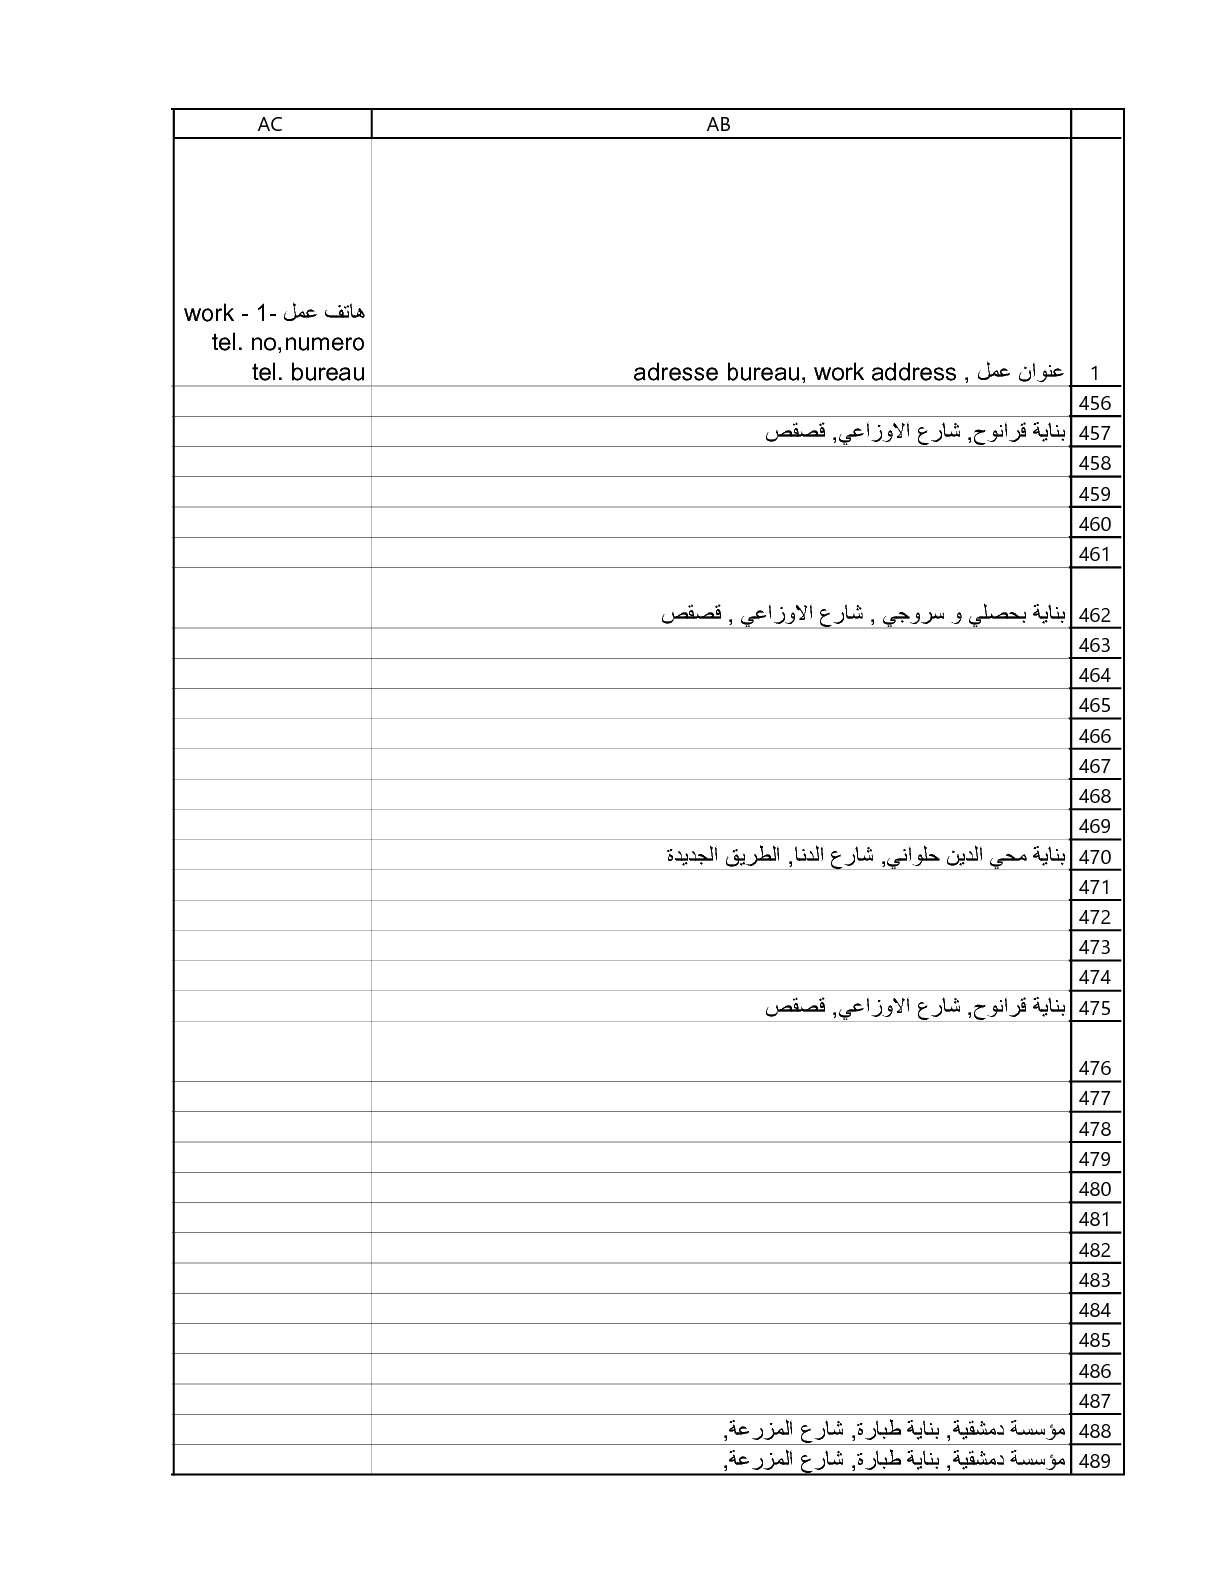 AB AC
1 عنوان عمل , adresse bureau, work address هاتف عمل -1 - work
tel. no,numero
tel. bureau
456
457 بناية قرانوح, شارع الاوزاعي, قصقص
458
459
460
461
462 بناية بحصلي و سروجي , شارع الاوزاعي , قصقص
463
464
465
466
467
468
469
470 بناية محي الدين حلواني, شارع الدنا, الطريق الجديدة
471
472
473
474
475 بناية قرانوح, شارع الاوزاعي, قصقص
476
477
478
479
480
481
482
483
484
485
486
487
488 مؤسسة دمشقية, بناية طبارة, شارع المزرعة,
489 مؤسسة دمشقية, بناية طبارة, شارع المزرعة,